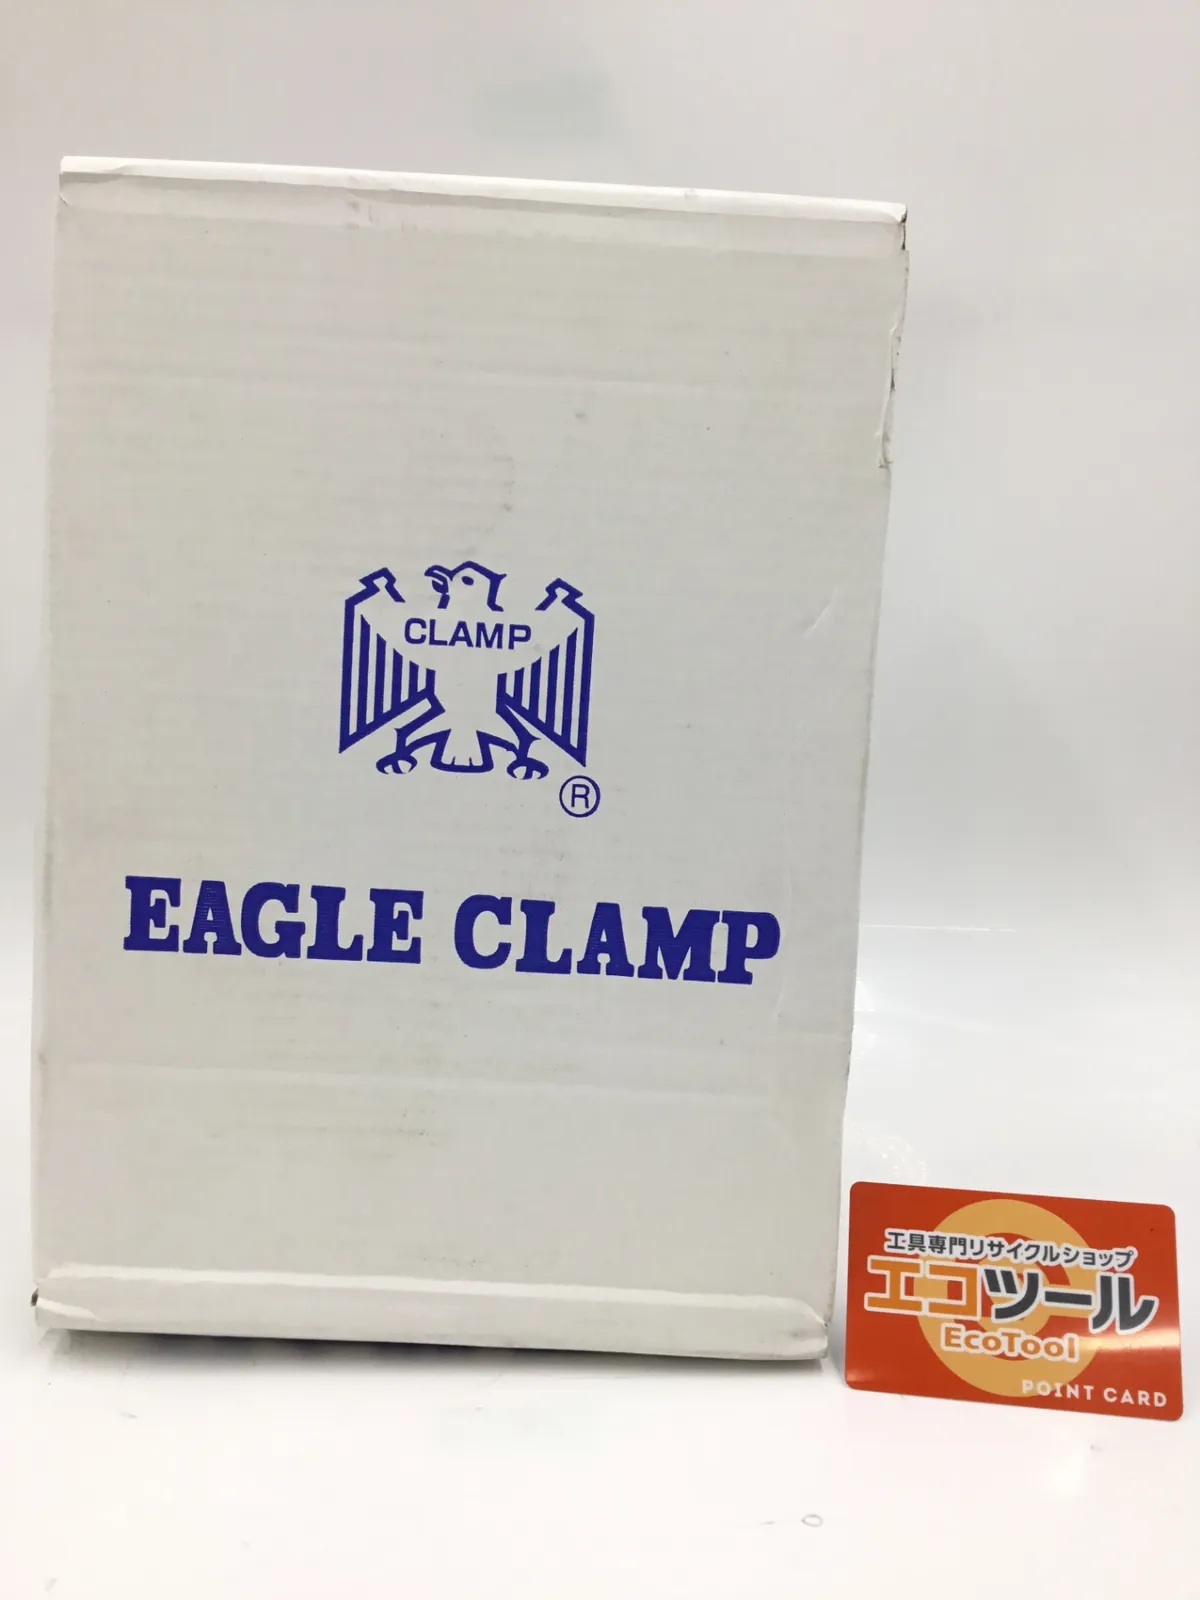 CLAMP
®
EAGLE CLAMP
工具専門リサイクルショップ
エコツール
EcoTool
POINT CARD